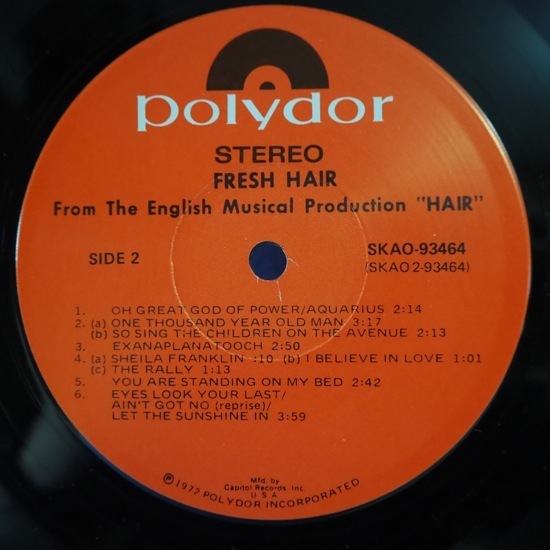 polydor
STEREO
FRESH HAIR
From The English Musical Production "HAIR"
SIDE 2
SKAO-93464
(SKAO 2-93464)
1. OH GREAT GOD OF POWER/AQUARIUS 2:14
2. (a) ONE THOUSAND YEAR OLD MAN 3:17
(b) SO SING THE CHILDREN ON THE AVENUE 2:13
3. EXANAPLANATOOCH 2:50
4. (a) SHEILA FRANKLIN :10 (b) I BELIEVE IN LOVE 1:01
(c) THE RALLY 1:13
5. YOU ARE STANDING ON MY BED 2:42
6. EYES LOOK YOUR LAST/
AIN'T GOT NO (reprise)/
LET THE SUNSHINE IN 3:59
Mfd. by
Capitol Records Inc.
U S A
℗ 1977 POLYDOR INCORPORATED